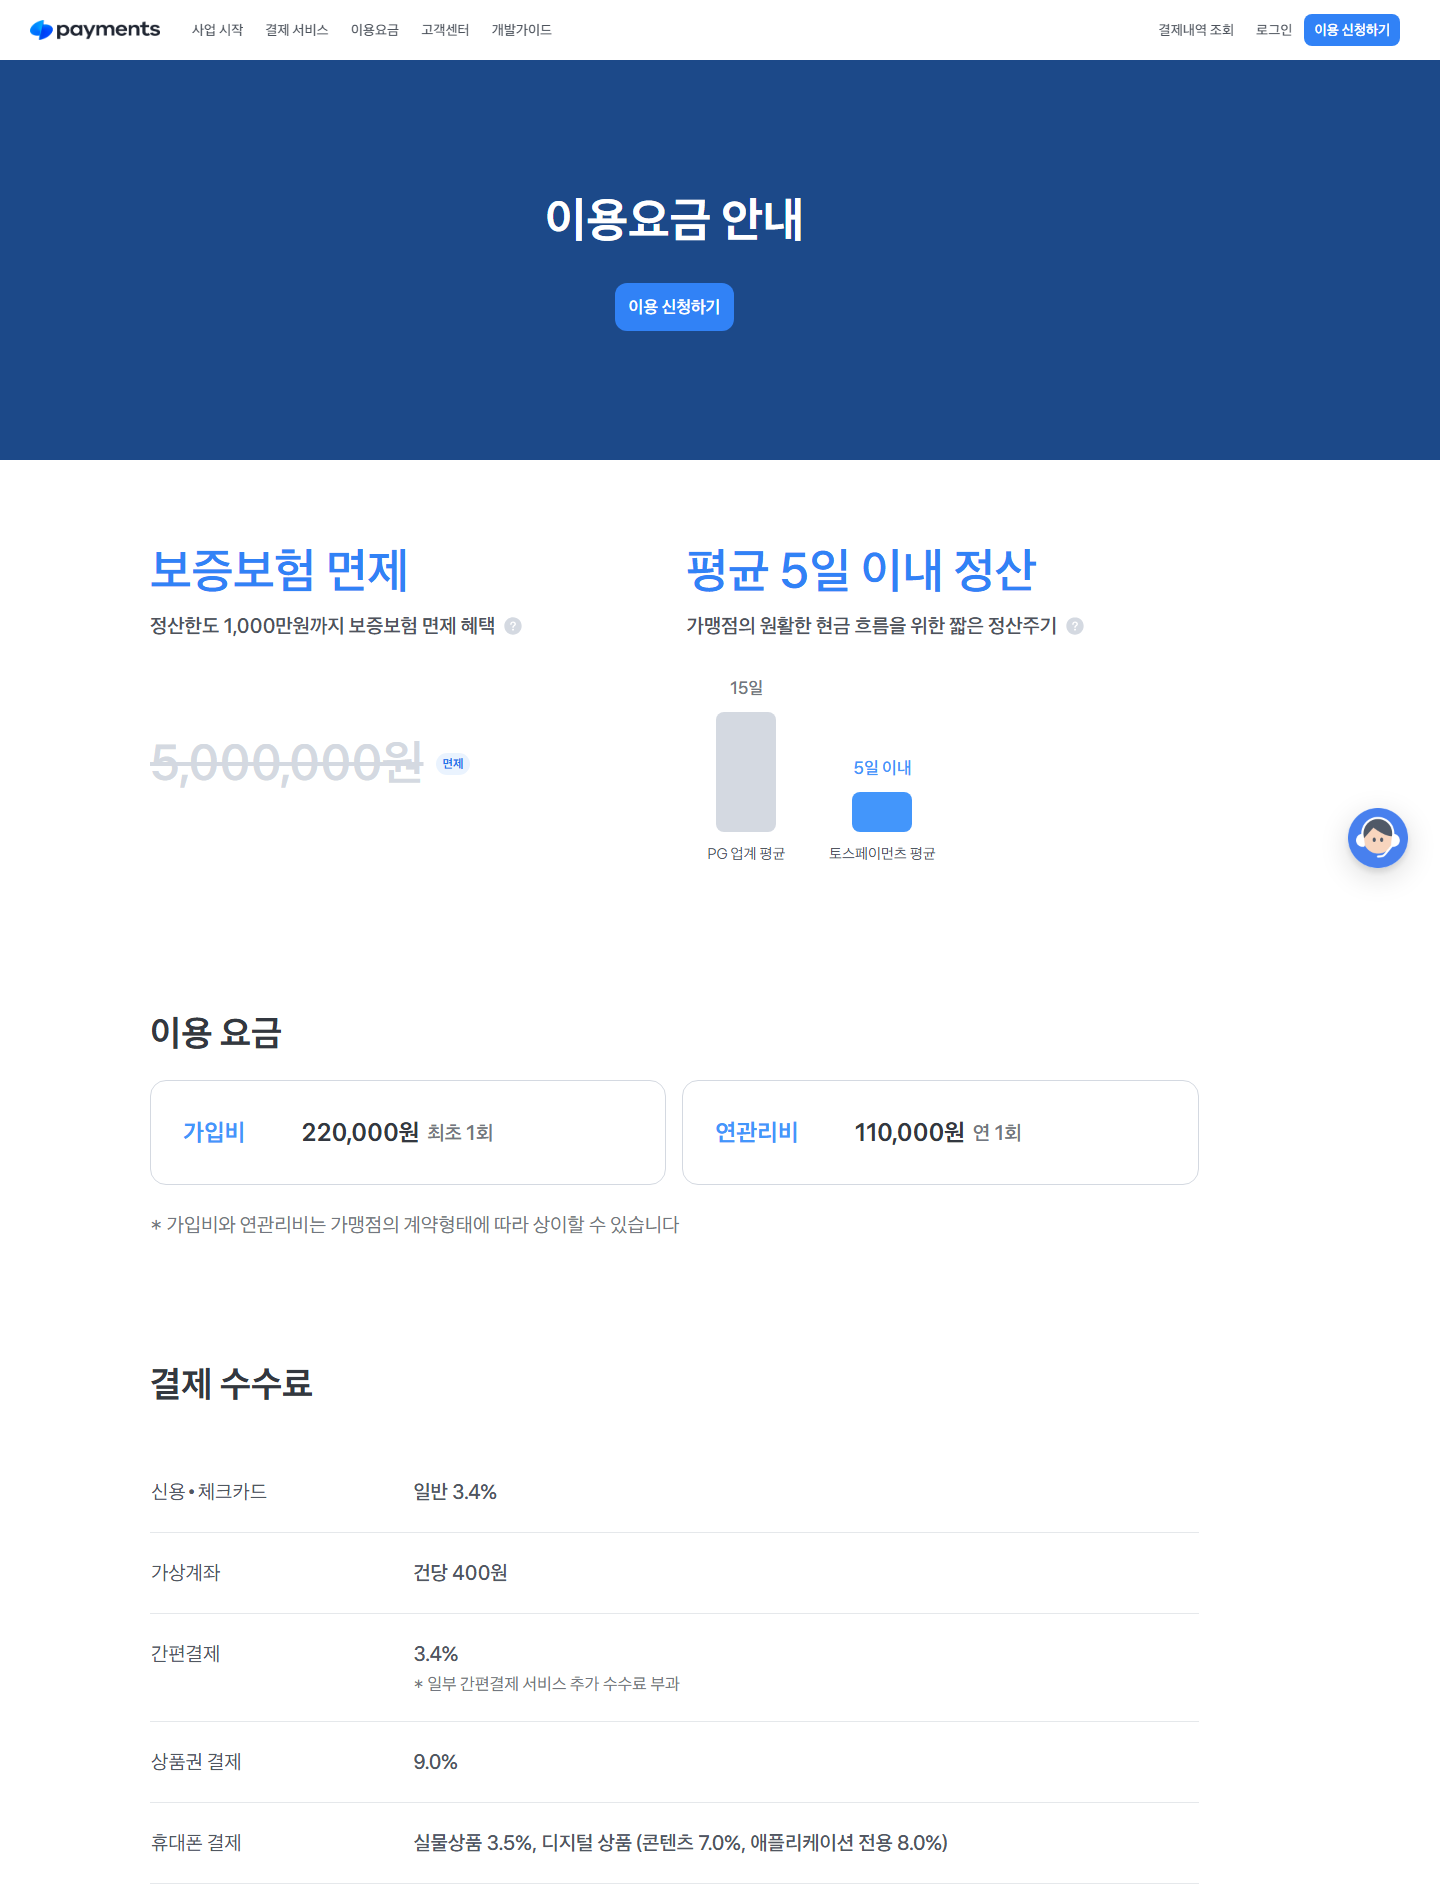 payments 사업 시작 결제 서비스 이용요금 고객센터 개발가이드 결제내역 조회 로그인 이용 신청하기
이용요금 안내
이용 신청하기
보증보험 면제
정산한도 1,000만원까지 보증보험 면제 혜택 ?
5,000,000원 면제
평균 5일 이내 정산
가맹점의 원활한 현금 흐름을 위한 짧은 정산주기 ?
15일
5일 이내
PG 업계 평균
토스페이먼츠 평균
이용 요금
가입비 220,000원 최초 1회
연관리비 110,000원 연 1회
* 가입비와 연관리비는 가맹점의 계약형태에 따라 상이할 수 있습니다
결제 수수료
신용•체크카드 일반 3.4%
가상계좌 건당 400원
간편결제 3.4%
* 일부 간편결제 서비스 추가 수수료 부과
상품권 결제 9.0%
휴대폰 결제 실물상품 3.5%, 디지털 상품 (콘텐츠 7.0%, 애플리케이션 전용 8.0%)